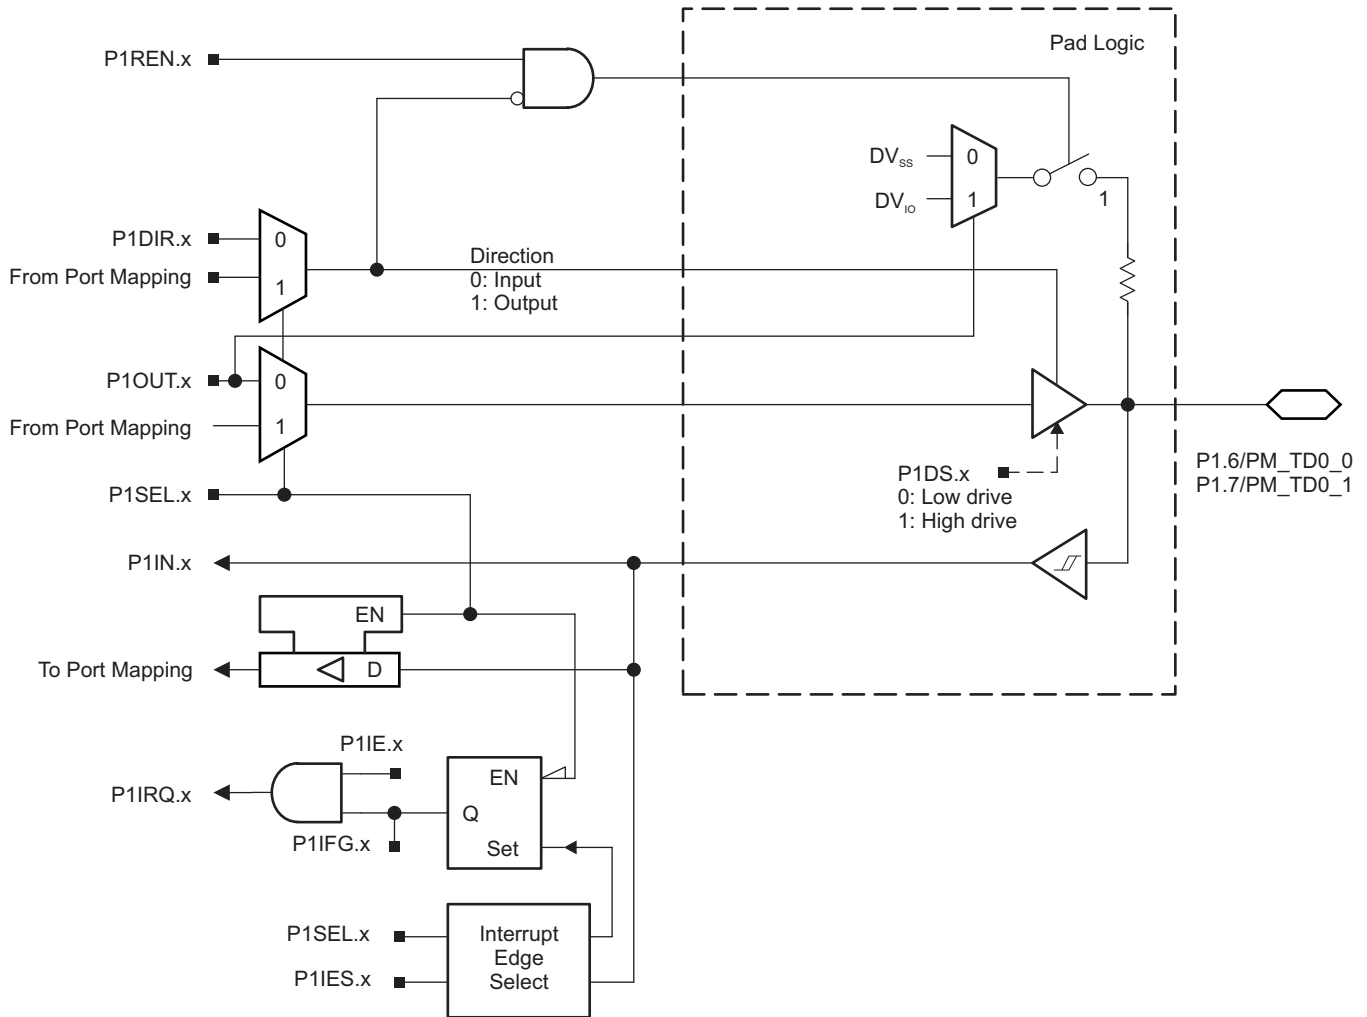 P1REN.x
Pad Logic
DVSS
0
DVIO
1
1
P1DIR.x
0
From Port Mapping
1
Direction
0: Input
1: Output
P1OUT.x
0
From Port Mapping
1
P1SEL.x
P1DS.x
0: Low drive
1: High drive
P1.6/PM_TD0_0
P1.7/PM_TD0_1
P1IN.x
EN
To Port Mapping
D
P1IE.x
P1IRQ.x
EN
Q
P1IFG.x
Set
P1SEL.x
P1IES.x
Interrupt
Edge
Select